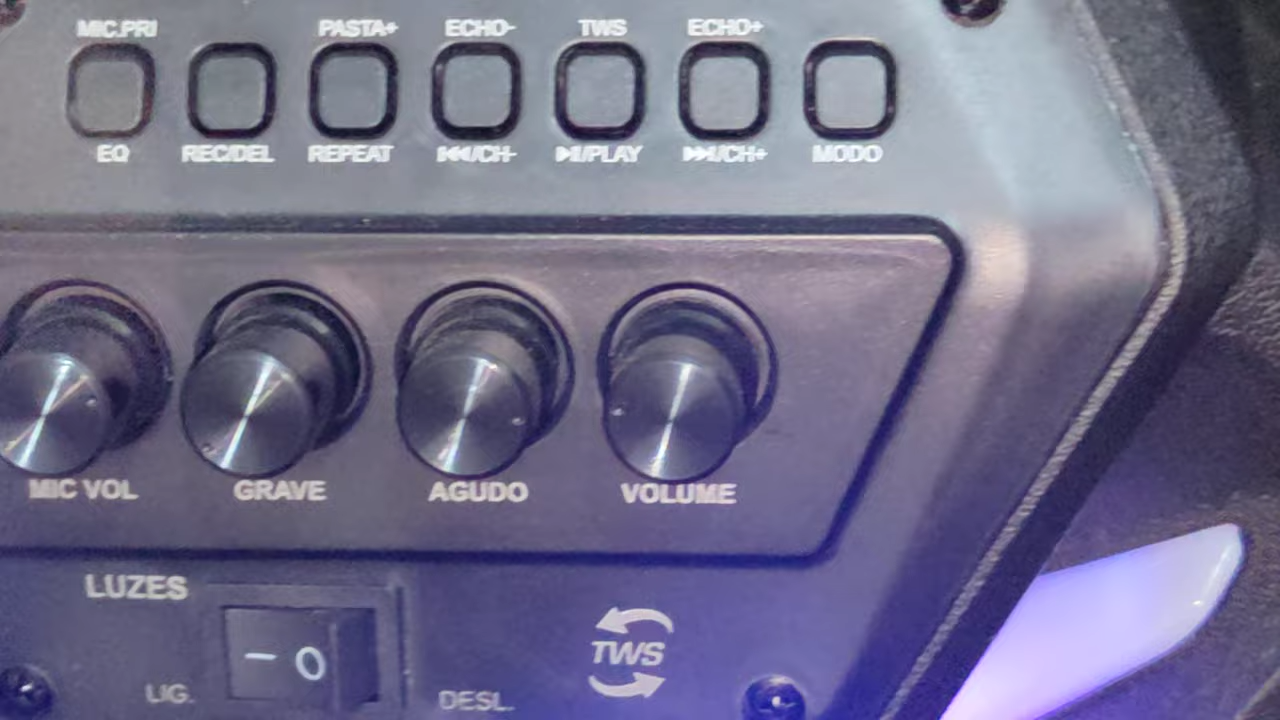 MIC.PRI PASTA+ ECHO- TWS ECHO+
EQ REC/DEL REPEAT ⏮/CH- ⏯/PLAY ⏭/CH+ MODO
MIC VOL GRAVE AGUDO VOLUME
LUZES
– O
TWS
LIG. DESL.